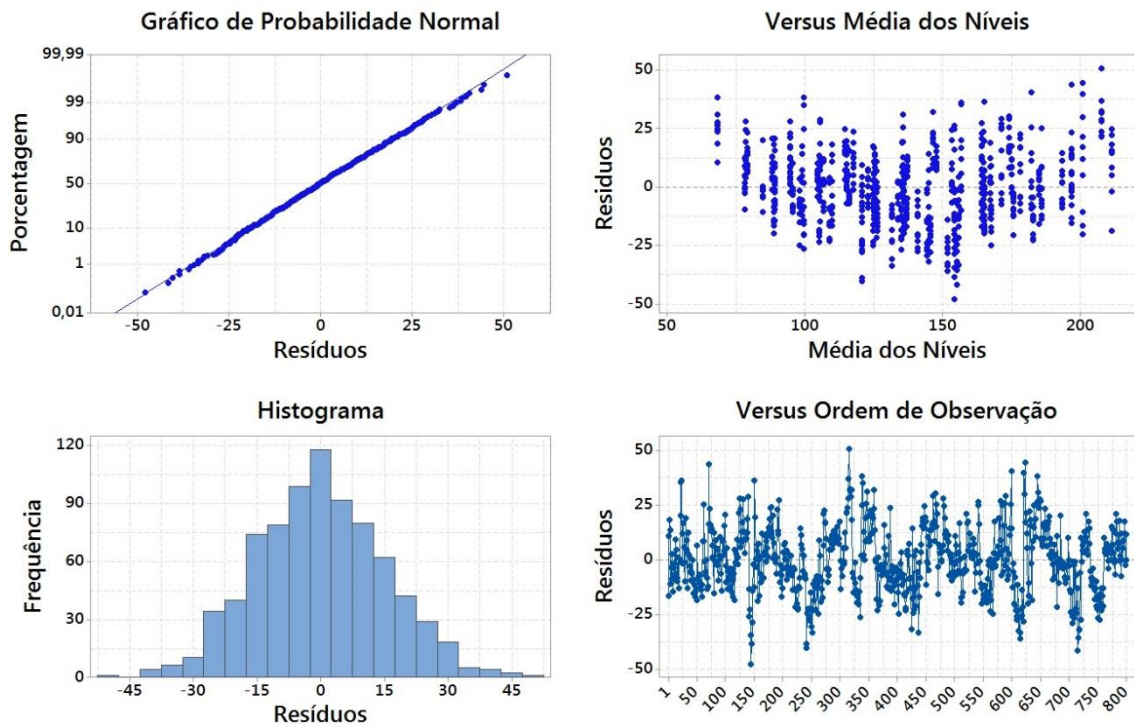 Gráfico de Probabilidade Normal
99,99
99
90
50
10
1
0,01
Porcentagem
-50 -25 0 25 50
Resíduos
Versus Média dos Níveis
50
25
0
-25
-50
Resíduos
50 100 150 200
Média dos Níveis
Histograma
120
90
60
30
0
Frequência
-45 -30 -15 0 15 30 45
Resíduos
Versus Ordem de Observação
50
25
0
-25
-50
Resíduos
1 50 100 150 200 250 300 350 400 450 500 550 600 650 700 750 800